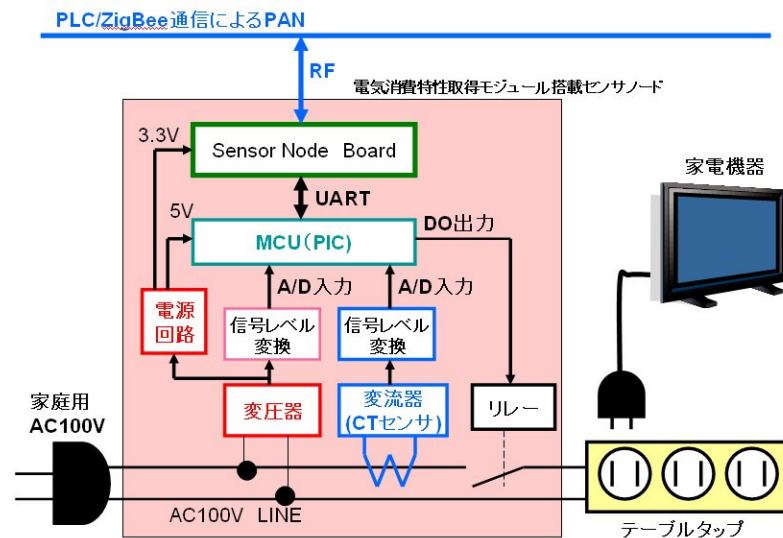 PLC/ZigBee通信によるPAN
RF
電気消費特性取得モジュール搭載センサノード
3.3V
Sensor Node Board
家電機器
UART
5V
DO出力
MCU(PIC)
A/D入力
A/D入力
電源
回路
信号レベル
変換
信号レベル
変換
家庭用
AC100V
変圧器
変流器
(CTセンサ)
リレー
AC100V LINE
テーブルタップ